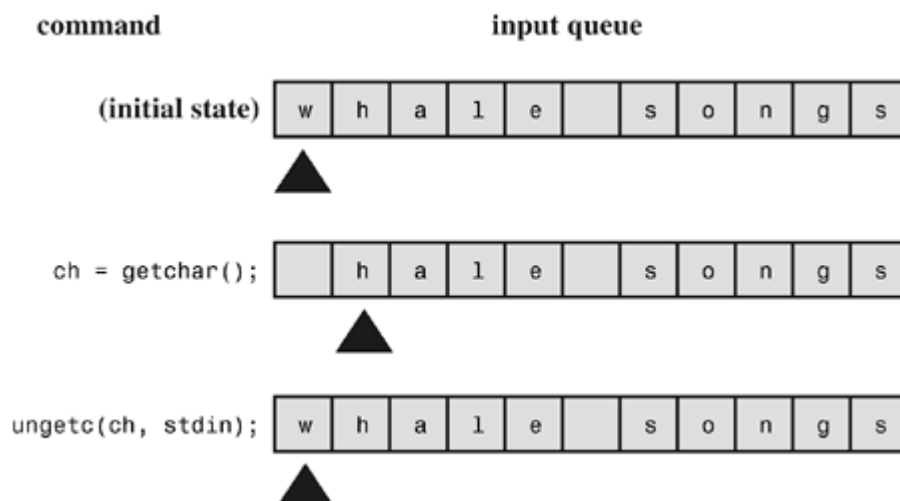 command input queue
(initial state) w h a l e s o n g s
ch = getchar(); h a l e s o n g s
ungetc(ch, stdin); w h a l e s o n g s